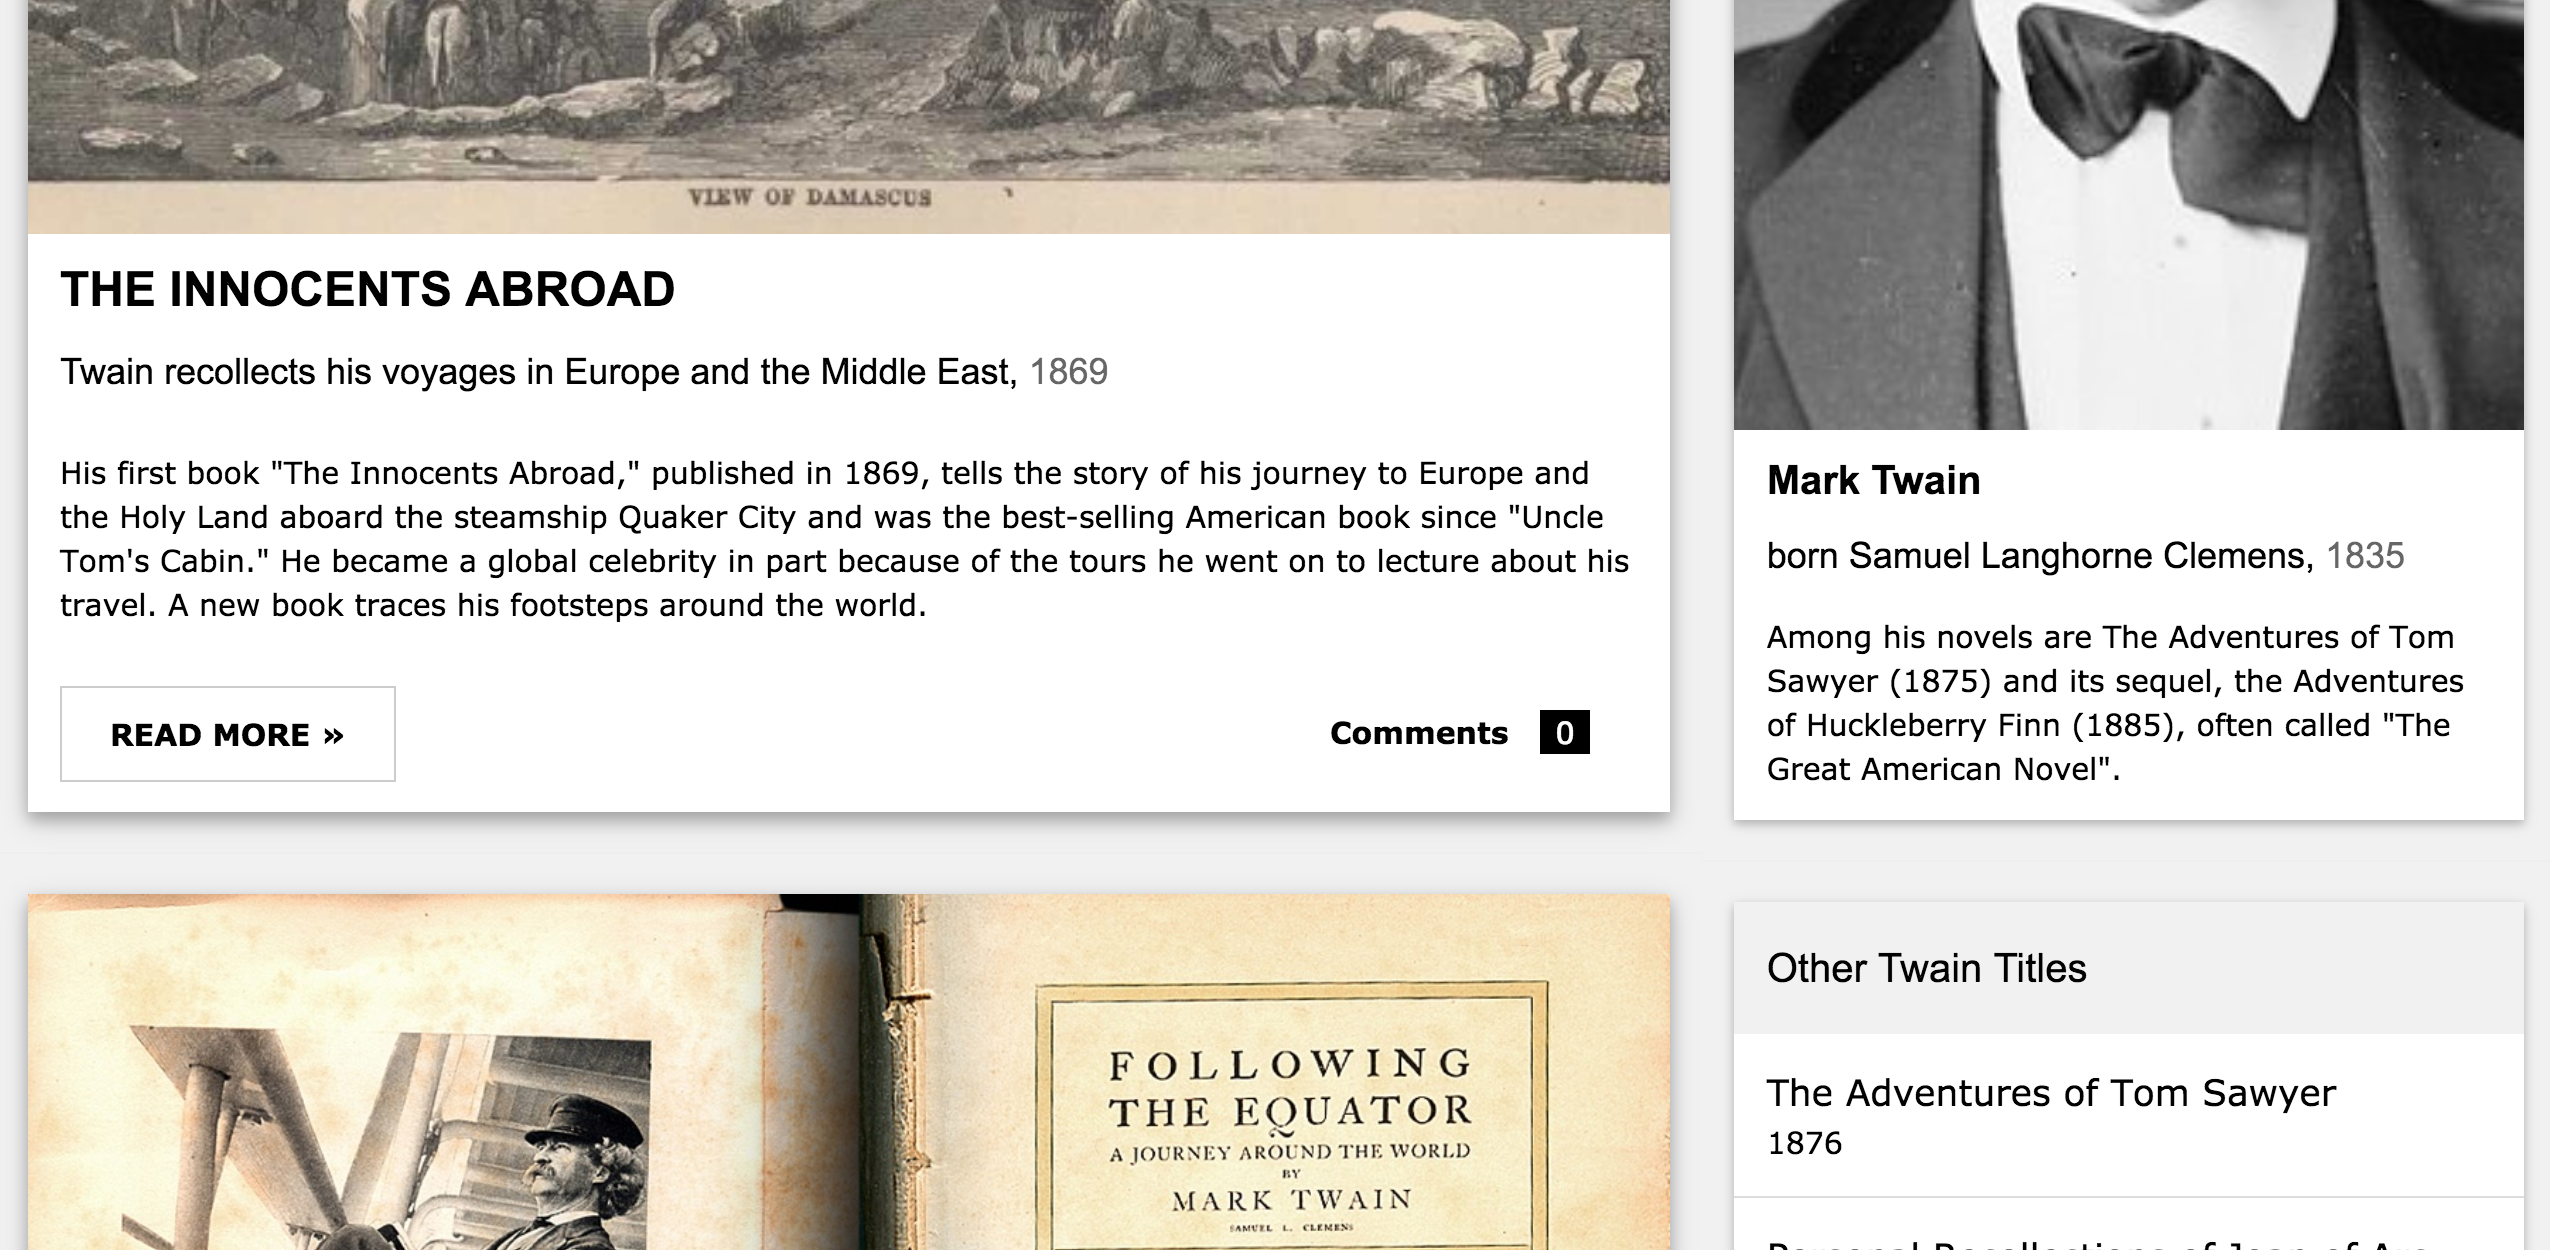 VIEW OF DAMASCUS
THE INNOCENTS ABROAD
Twain recollects his voyages in Europe and the Middle East, 1869
His first book "The Innocents Abroad," published in 1869, tells the story of his journey to Europe and
the Holy Land aboard the steamship Quaker City and was the best-selling American book since "Uncle
Tom's Cabin." He became a global celebrity in part because of the tours he went on to lecture about his
travel. A new book traces his footsteps around the world.
READ MORE »
Comments 0
FOLLOWING
THE EQUATOR
A JOURNEY AROUND THE WORLD
BY
MARK TWAIN
SAMUEL L. CLEMENS
Mark Twain
born Samuel Langhorne Clemens, 1835
Among his novels are The Adventures of Tom
Sawyer (1875) and its sequel, the Adventures
of Huckleberry Finn (1885), often called "The
Great American Novel".
Other Twain Titles
The Adventures of Tom Sawyer
1876
Personal Recollections of Joan of Arc